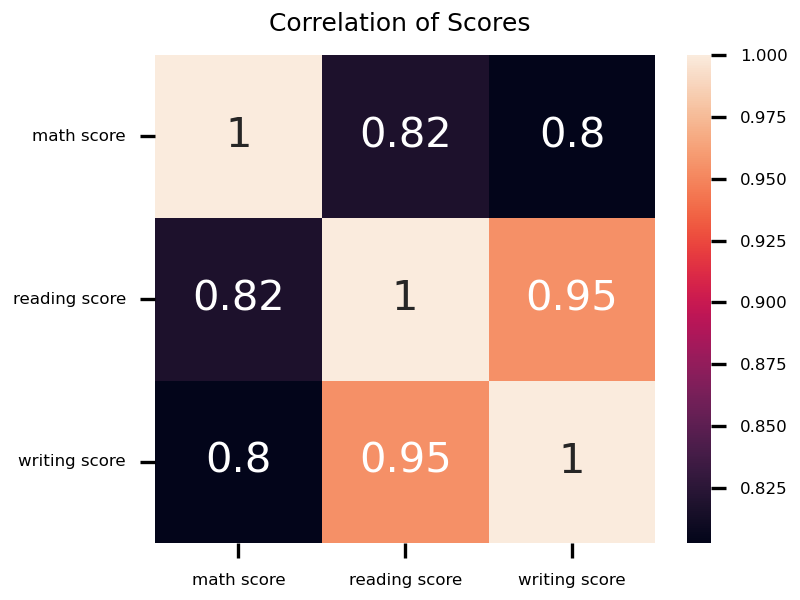 Correlation of Scores
math score
1
0.82
0.8
reading score
0.82
1
0.95
writing score
0.8
0.95
1
math score
reading score
writing score
1.000
0.975
0.950
0.925
0.900
0.875
0.850
0.825